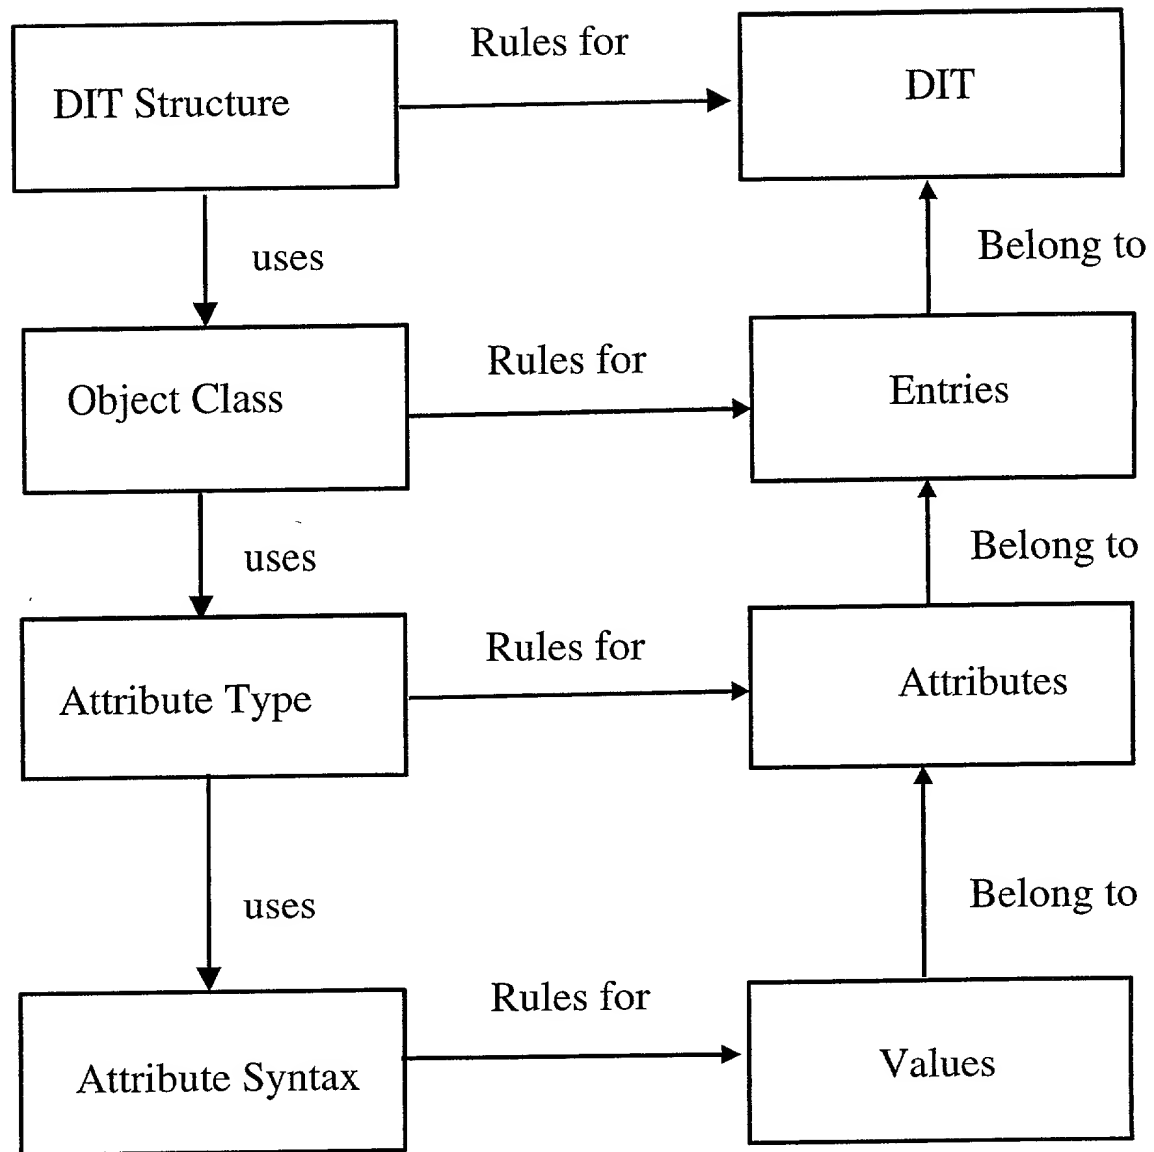 Rules for
DIT Structure
DIT
uses
Belong to
Rules for
Object Class
Entries
uses
Belong to
Rules for
Attribute Type
Attributes
uses
Belong to
Rules for
Attribute Syntax
Values